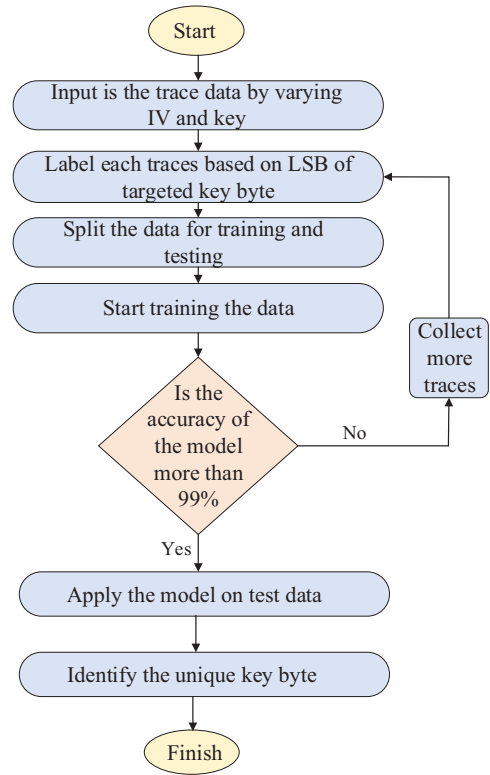 Start
Input is the trace data by varying
IV and key
Label each traces based on LSB of
targeted key byte
Split the data for training and
testing
Start training the data
Collect
more
traces
Is the
accuracy of
the model
more than
99%
No
Yes
Apply the model on test data
Identify the unique key byte
Finish